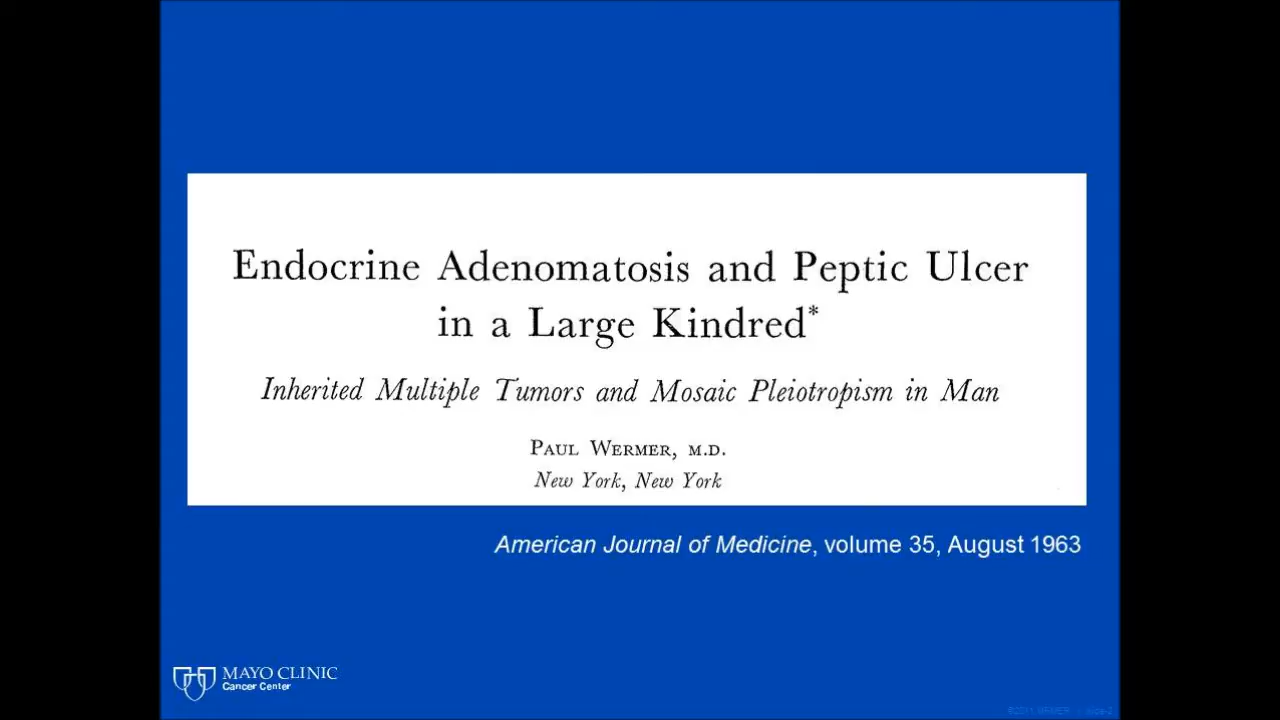 Endocrine Adenomatosis and Peptic Ulcer
in a Large Kindred*
Inherited Multiple Tumors and Mosaic Pleiotropism in Man
PAUL WERMER, M.D.
New York, New York
American Journal of Medicine, volume 35, August 1963
MAYO CLINIC
Cancer Center